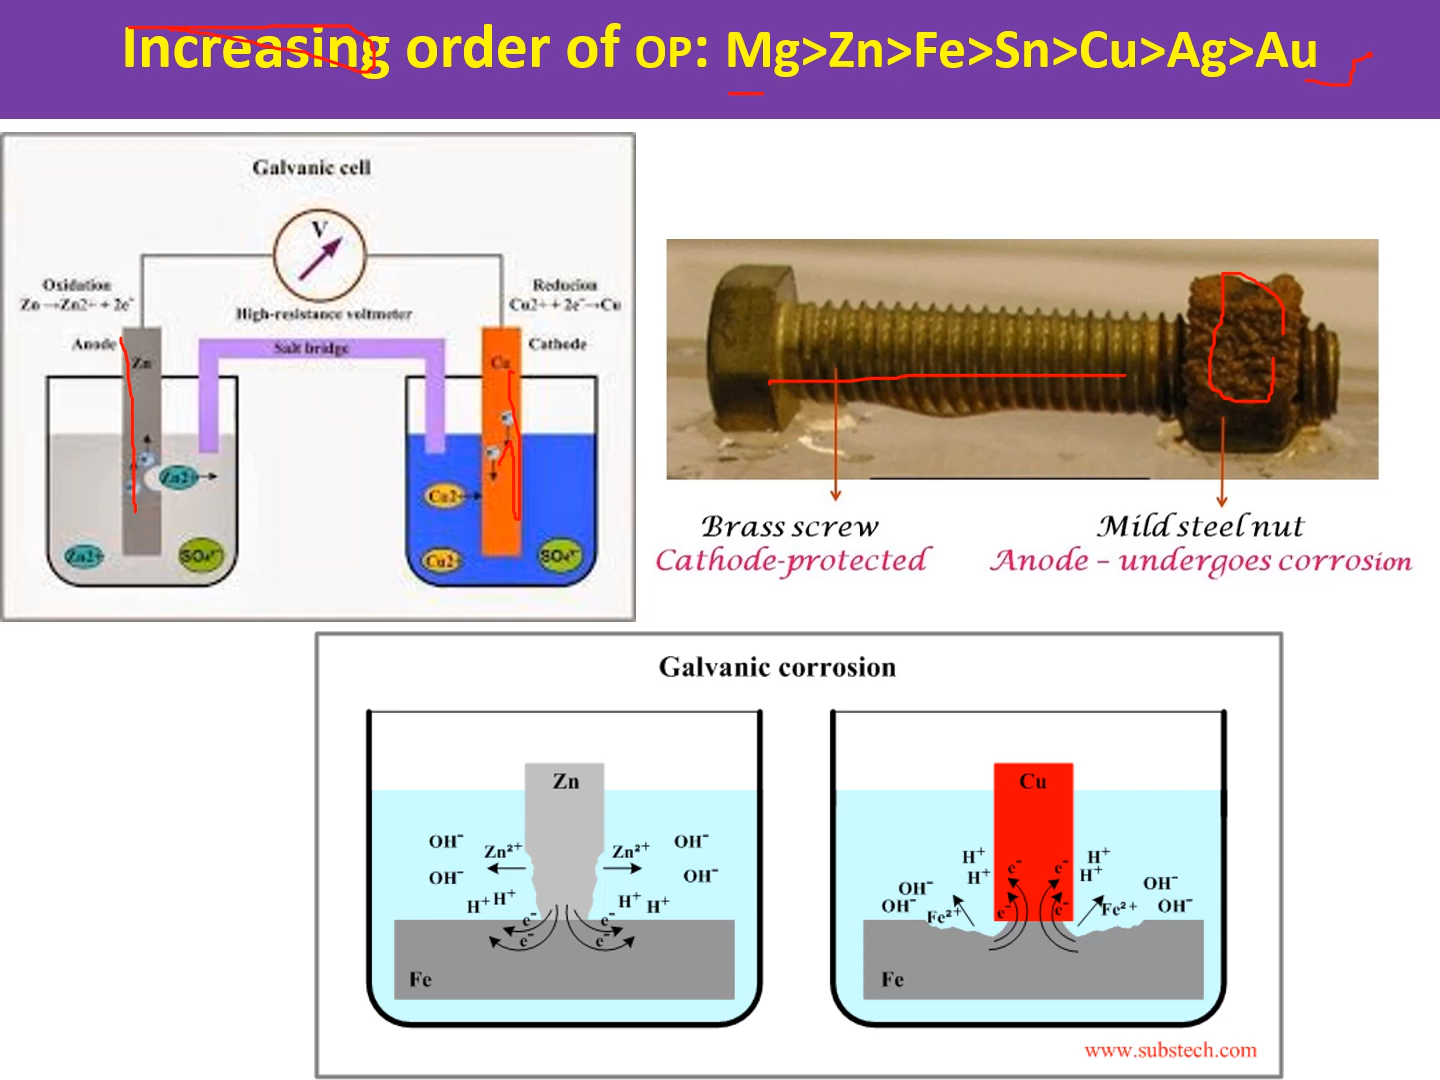 Increasing order of OP: Mg>Zn>Fe>Sn>Cu>Ag>Au
Galvanic cell
V
Oxidation
Zn→Zn2+ + 2e⁻
High-resistance voltmeter
Reducion
Cu2+ + 2e⁻→Cu
Anode
Zn
Salt bridge
Cu
Cathode
Zn2+
Cu2+
Zn2+
SO₄²⁻
Cu2+
SO₄²⁻
Brass screw
Cathode-protected
Mild steel nut
Anode – undergoes corrosion
Galvanic corrosion
Zn
OH⁻
Zn²⁺
Zn²⁺
OH⁻
OH⁻
OH⁻
H⁺ H⁺
H⁺ H⁺
e⁻
e⁻
e⁻
e⁻
Fe
Cu
H⁺
e⁻
e⁻
H⁺
H⁺
H⁺
OH⁻
OH⁻
OH⁻
OH⁻
Fe²⁺
e⁻
e⁻
Fe²⁺
Fe
www.substech.com